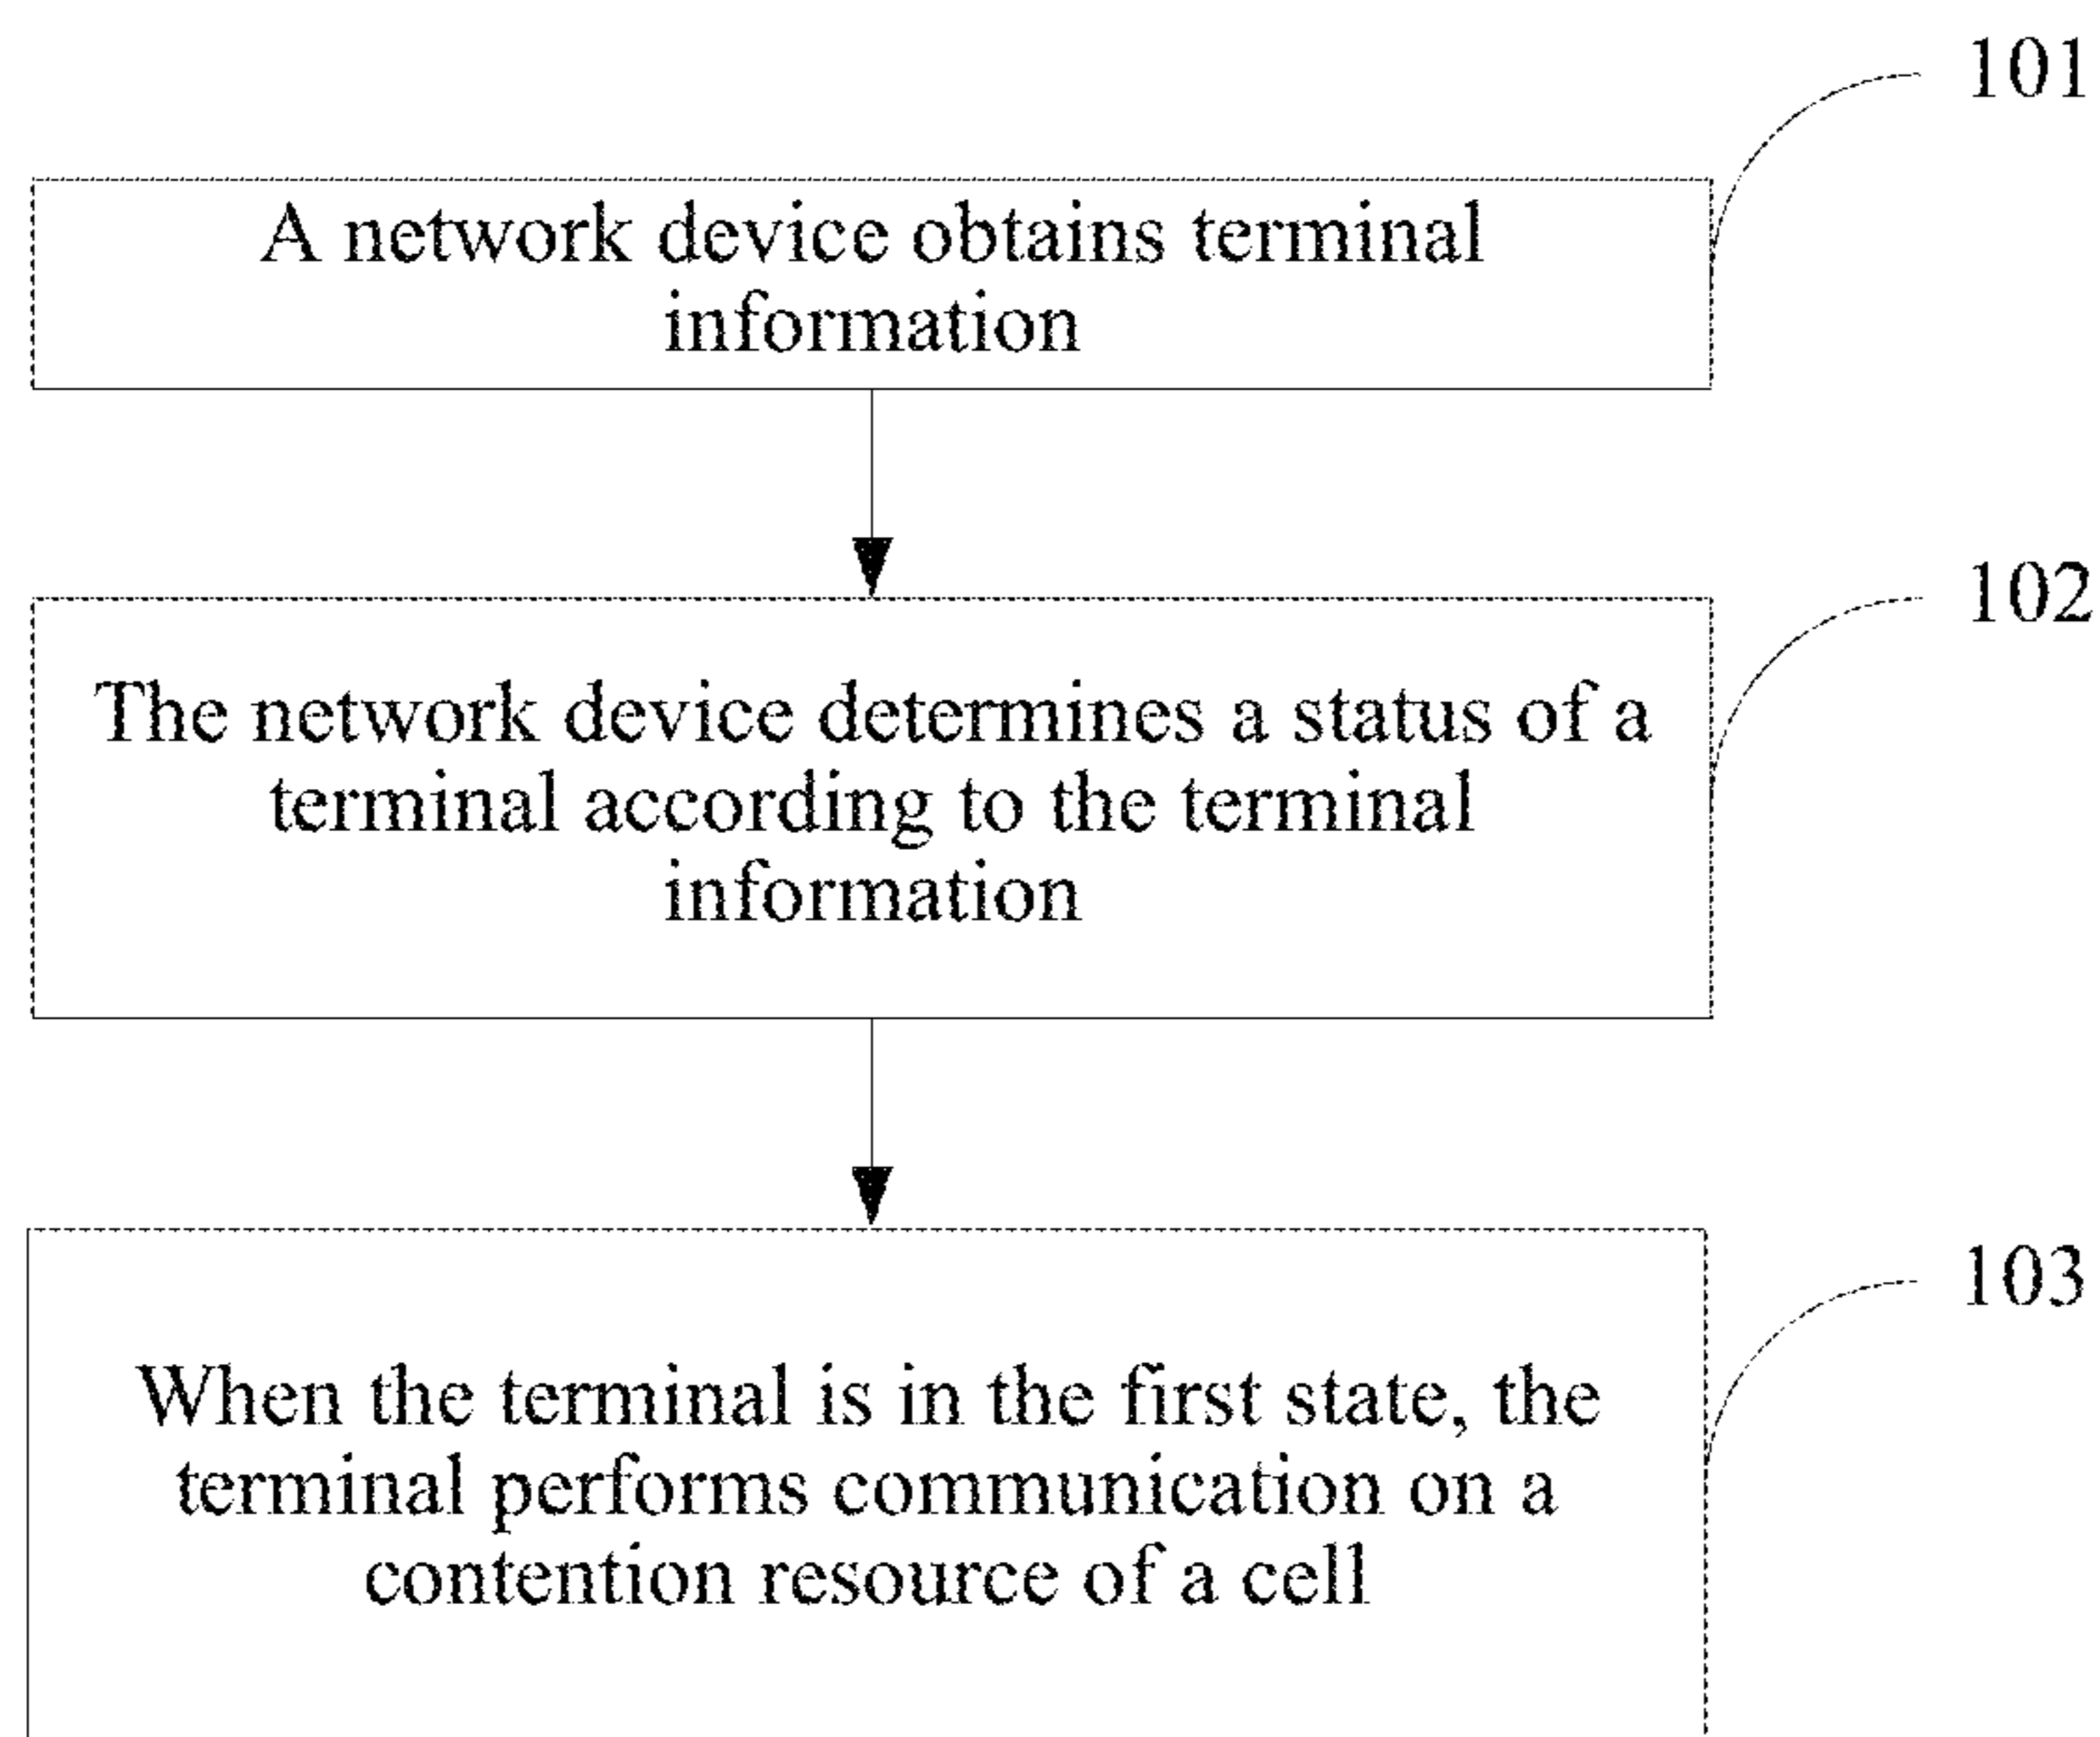 101
A network device obtains terminal
information
102
The network device determines a status of a
terminal according to the terminal
information
103
When the terminal is in the first state, the
terminal performs communication on a
contention resource of a cell